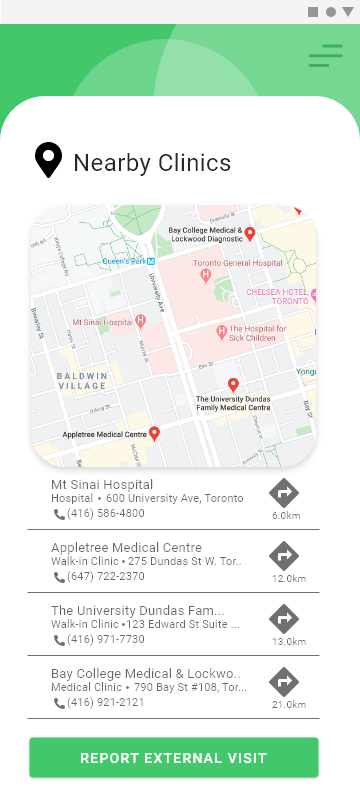 Nearby Clinics
Bay College Medical &
Lockwood Diagnostic
Queen's Park
Toronto General Hospital
University Ave
CHELSEA HOTEL
TORONTO
Mt Sinai Hospital
The Hospital for
Sick Children
BALDWIN
VILLAGE
The University Dundas
Family Medical Centre
Appletree Medical Centre
Mt Sinai Hospital
Hospital • 600 University Ave, Toronto
(416) 586-4800
6.0km
Appletree Medical Centre
Walk-in Clinic • 275 Dundas St W. Tor..
(647) 722-2370
12.0km
The University Dundas Fam...
Walk-in Clinic •123 Edward St Suite ...
(416) 971-7730
13.0km
Bay College Medical & Lockwo..
Medical Clinic • 790 Bay St #108, Tor...
(416) 921-2121
21.0km
REPORT EXTERNAL VISIT